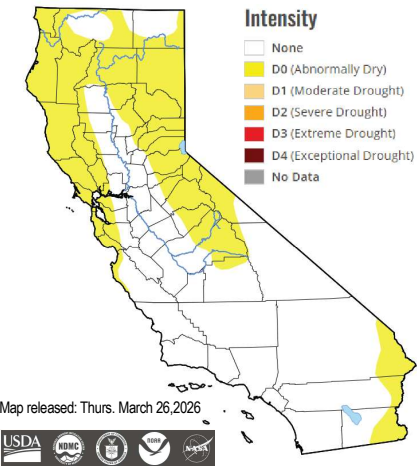 Intensity
None
D0 (Abnormally Dry)
D1 (Moderate Drought)
D2 (Severe Drought)
D3 (Extreme Drought)
D4 (Exceptional Drought)
No Data
Map released: Thurs. March 26,2026
USDA
NDMC
NOAA
NASA